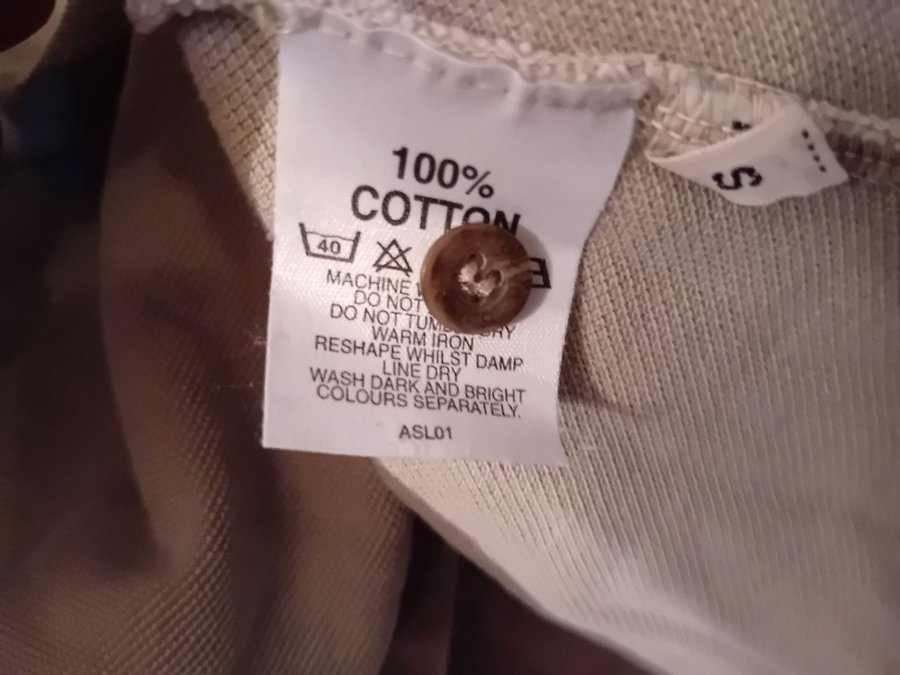 100%
COTTON
40
MACHINE
DO NOT
DO NOT TUMBLE DRY
WARM IRON
RESHAPE WHILST DAMP
LINE DRY
WASH DARK AND BRIGHT
COLOURS SEPARATELY.
ASL01
S